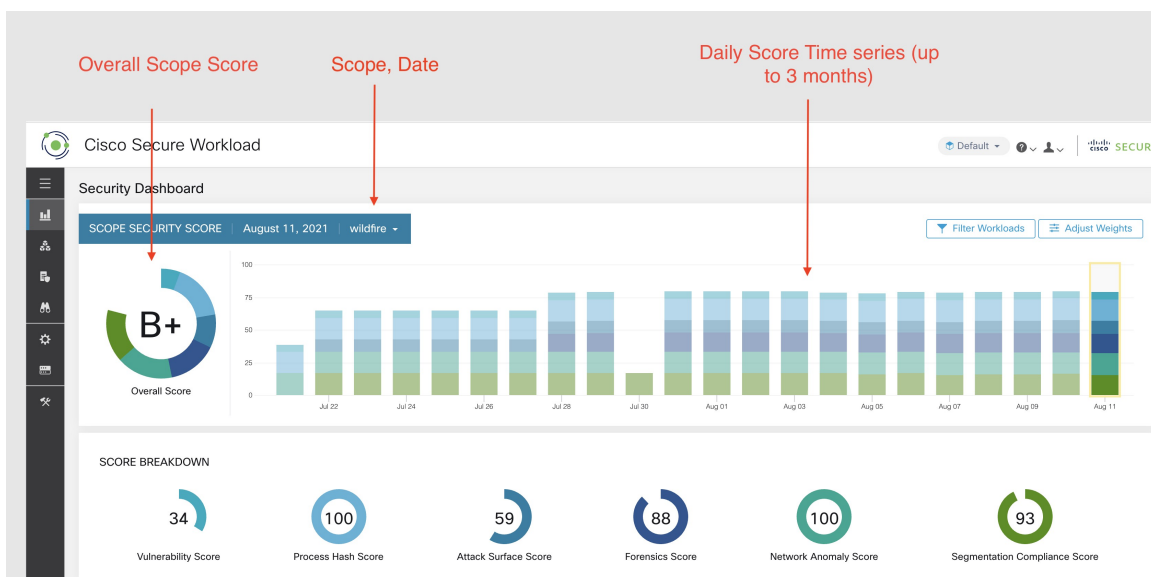 Overall Scope Score
Scope, Date
Daily Score Time series (up
to 3 months)
Cisco Secure Workload
Default
cisco SECUR
Security Dashboard
SCOPE SECURITY SCORE | August 11, 2021 | wildfire
Filter Workloads
Adjust Weights
B+
Overall Score
100
75
50
25
0
Jul 22
Jul 24
Jul 26
Jul 28
Jul 30
Aug 01
Aug 03
Aug 05
Aug 07
Aug 09
Aug 11
SCORE BREAKDOWN
34
Vulnerability Score
100
Process Hash Score
59
Attack Surface Score
88
Forensics Score
100
Network Anomaly Score
93
Segmentation Compliance Score